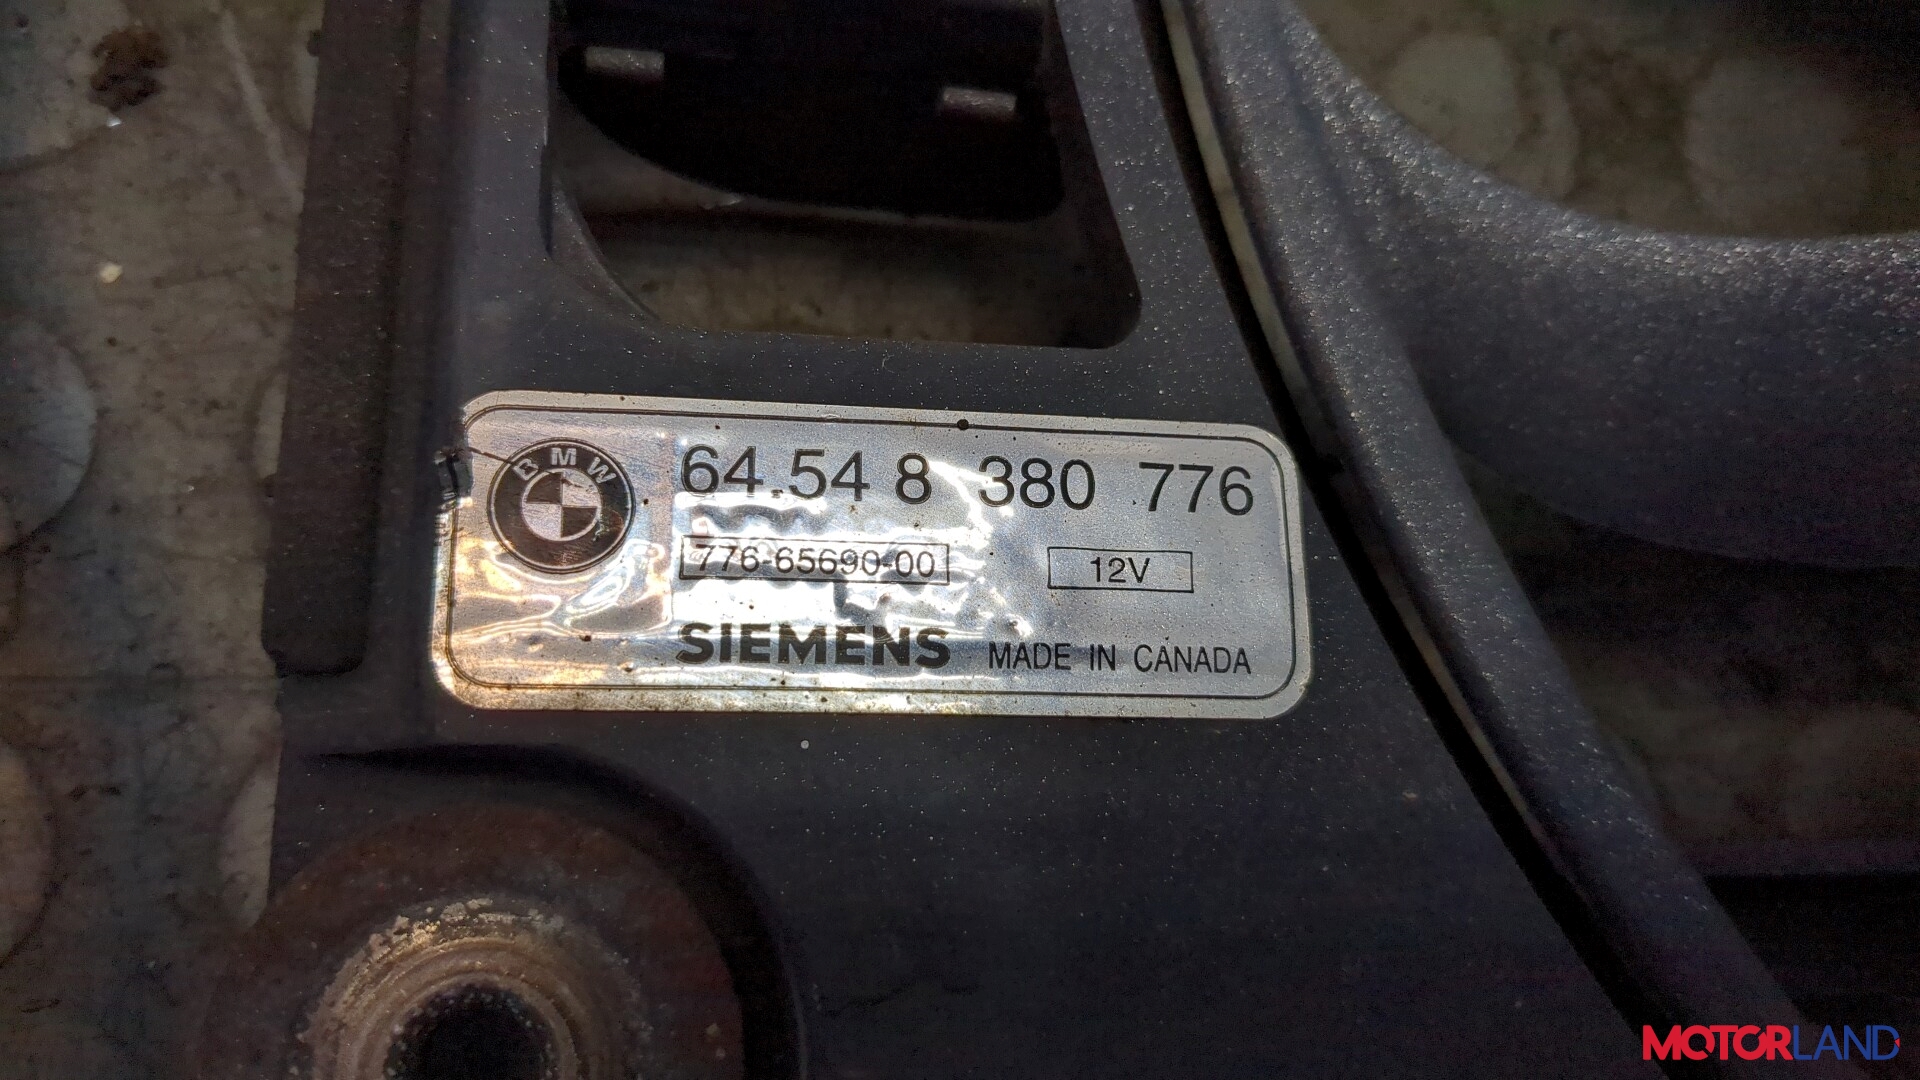 BMW
64.54 8 380 776
776-65690-00
12V
SIEMENS
MADE IN CANADA
MOTORLAND